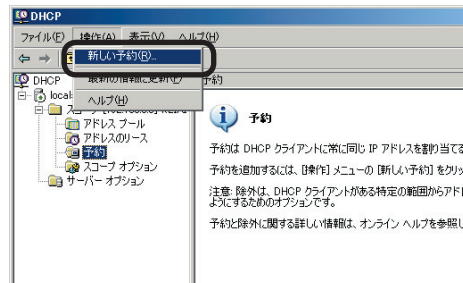 DHCP
ファイル(F) 操作(A) 表示(V) ヘルプ(H)
新しい予約(R)...
最新の情報に更新(F)
ヘルプ(H)
DHCP
local
アドレス プール
アドレスのリース
予約
スコープ オプション
サーバー オプション
予約
予約
予約は DHCP クライアントに常に同じ IP アドレスを割り当てる
予約を追加するには、[操作] メニューの [新しい予約] をクリッ
注意: 除外は、DHCP クライアントがある特定の範囲からアド
ようにするためのオプションです。
予約と除外に関する詳しい情報は、オンライン ヘルプを参照し